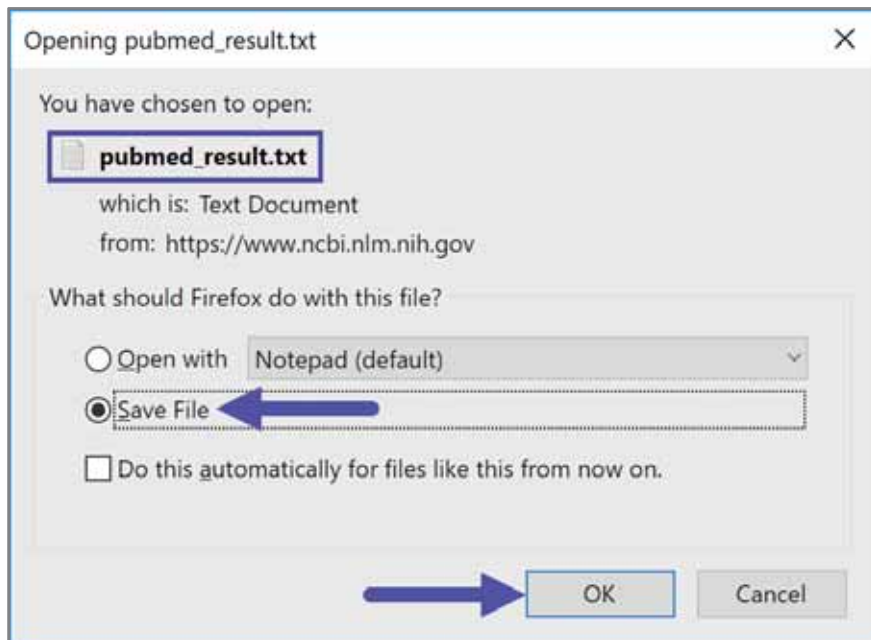 Opening pubmed_result.txt
You have chosen to open:
pubmed_result.txt
which is: Text Document
from: https://www.ncbi.nlm.nih.gov
What should Firefox do with this file?
Open with Notepad (default)
Save File
Do this automatically for files like this from now on.
OK Cancel